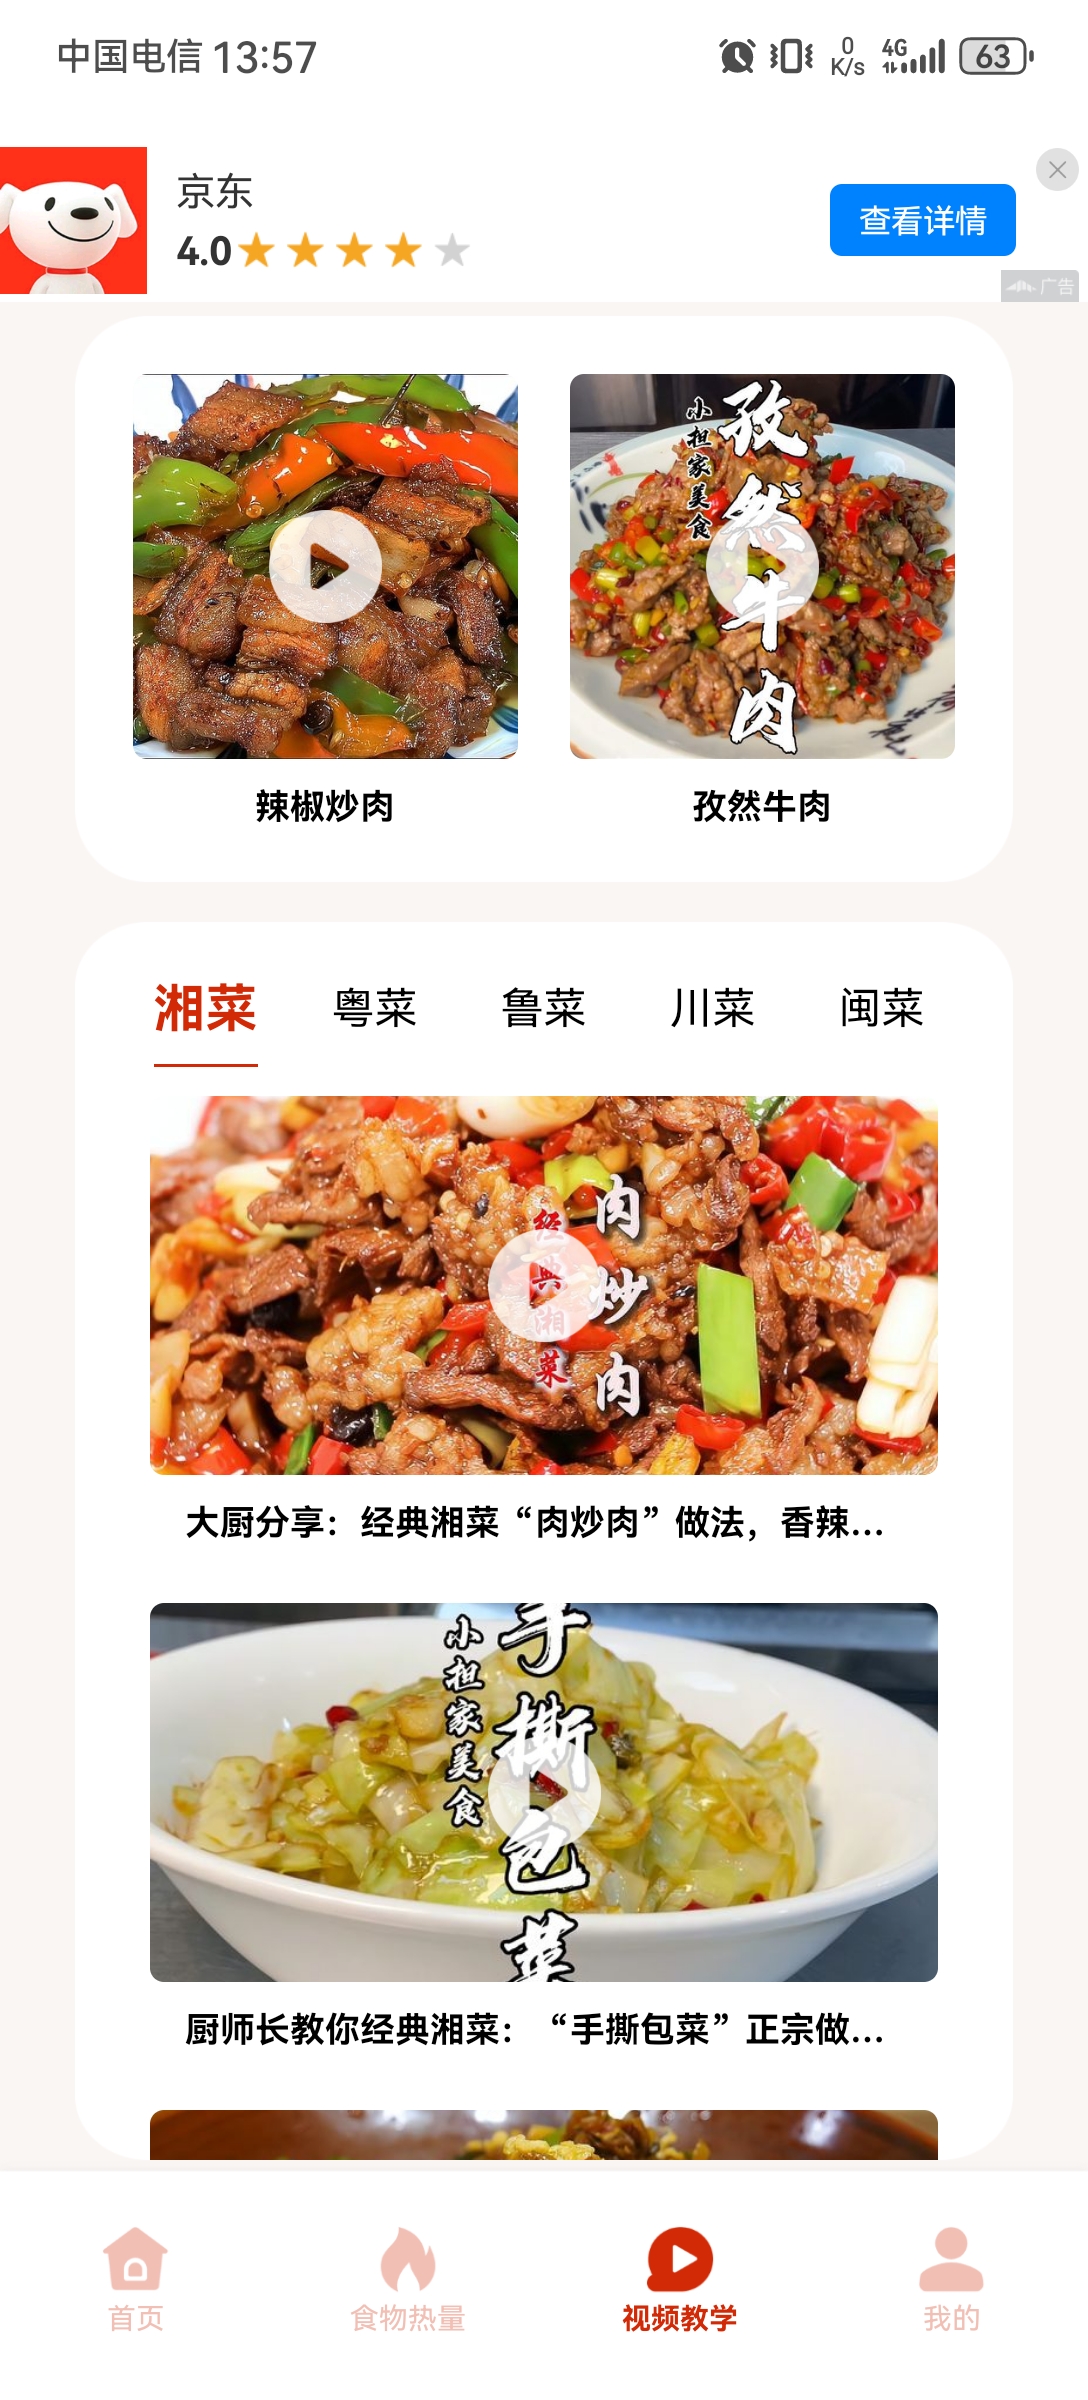 中国电信 13:57
0 K/s
4G
63
京东
4.0
查看详情
广告
小担家美食
孜然牛肉
辣椒炒肉
孜然牛肉
湘菜 粤菜 鲁菜 川菜 闽菜
经典湘菜
肉炒肉
大厨分享：经典湘菜“肉炒肉”做法，香辣...
小担家美食
手撕包菜
厨师长教你经典湘菜：“手撕包菜”正宗做...
首页 食物热量 视频教学 我的